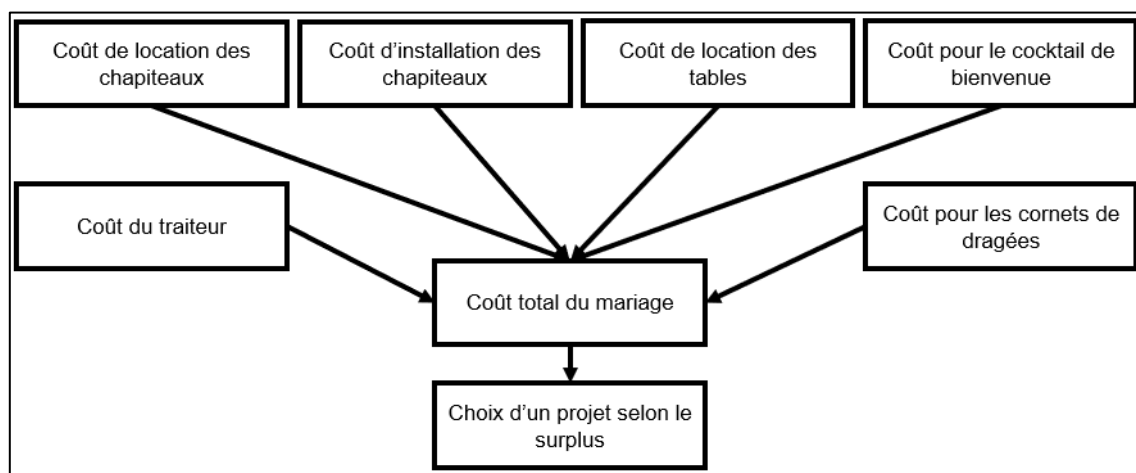 Coût de location des
chapiteaux
Coût d’installation des
chapiteaux
Coût de location des
tables
Coût pour le cocktail de
bienvenue
Coût du traiteur
Coût pour les cornets de
dragées
Coût total du mariage
Choix d’un projet selon le
surplus